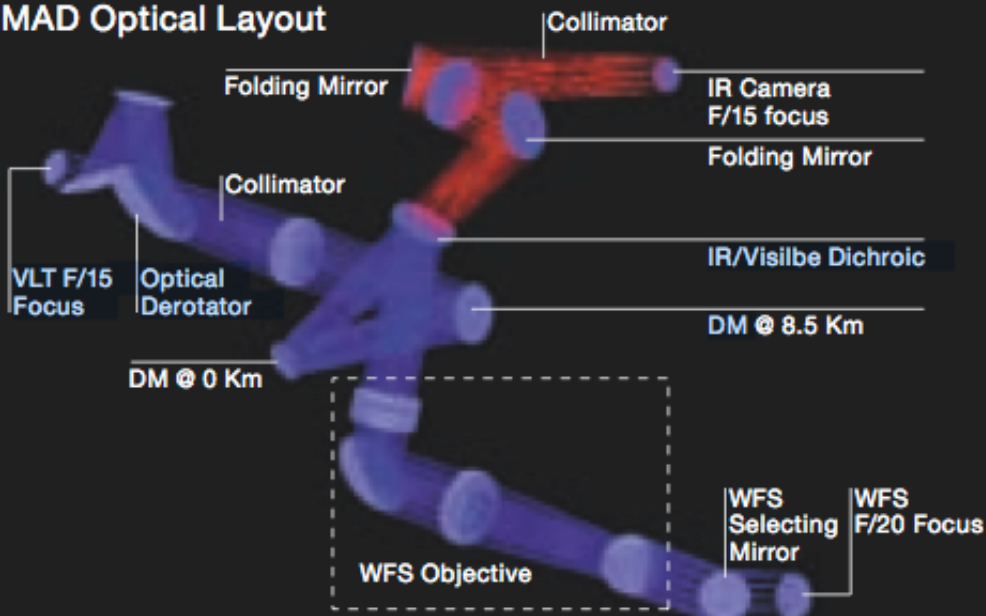 MAD Optical Layout
Collimator
Folding Mirror
IR Camera
F/15 focus
Folding Mirror
Collimator
IR/Visilbe Dichroic
VLT F/15
Focus
Optical
Derotator
DM @ 8.5 Km
DM @ 0 Km
WFS
Selecting
Mirror
WFS
F/20 Focus
WFS Objective